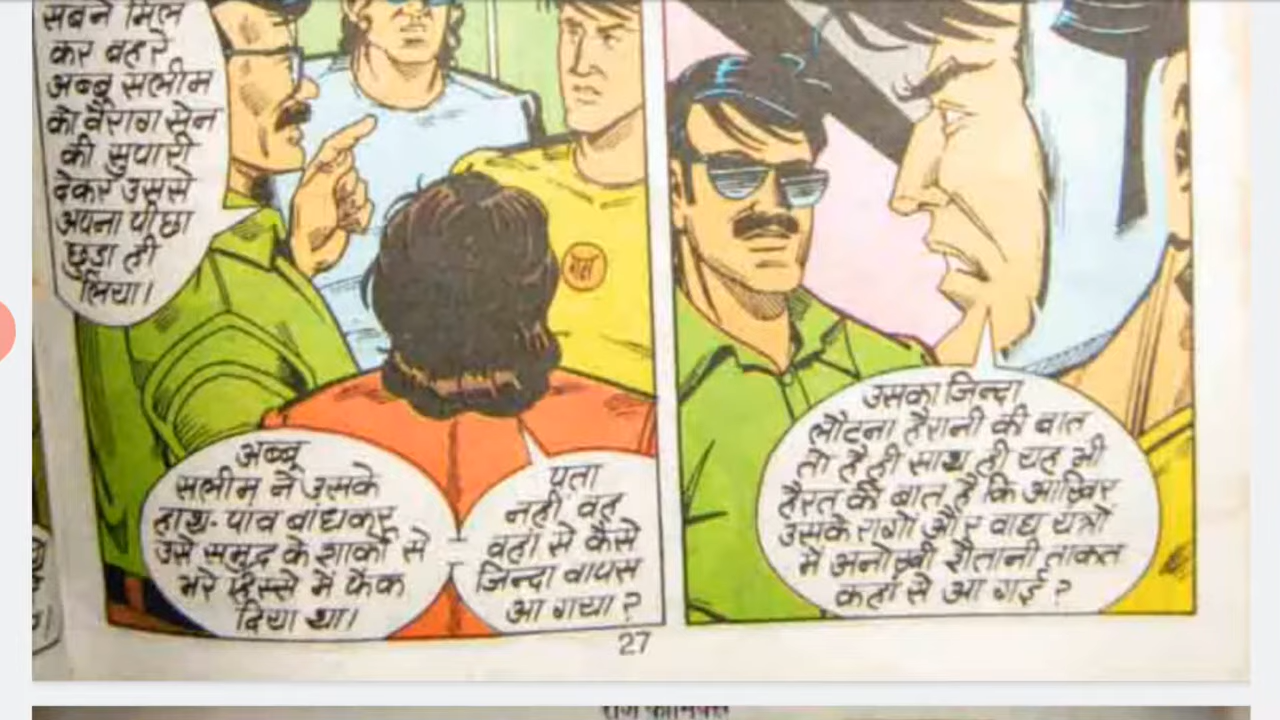 सबने मिल
कर वह रे
अब्बू सलीम
को वैराग सेन
की सुपारी
देकर उससे
अपना पीछा
छुड़ा ही
लिया।
अब्बू
सलीम ने उसके
हाथ-पांव बांधकर
उसे समुद्र के शार्कों से
भरे हिस्से में फेंक
दिया था।
पता
नहीं वह
वहां से कैसे
जिन्दा वापस
आ गया?
उसका जिन्दा
लौटना हैरानी की बात
तो है ही साथ ही यह भी
हैरत की बात है कि आखिर
उसके रागों और वाद्य यंत्रों
में अनोखी शैतानी ताकत
कहां से आ गई?
27
राज कॉमिक्स